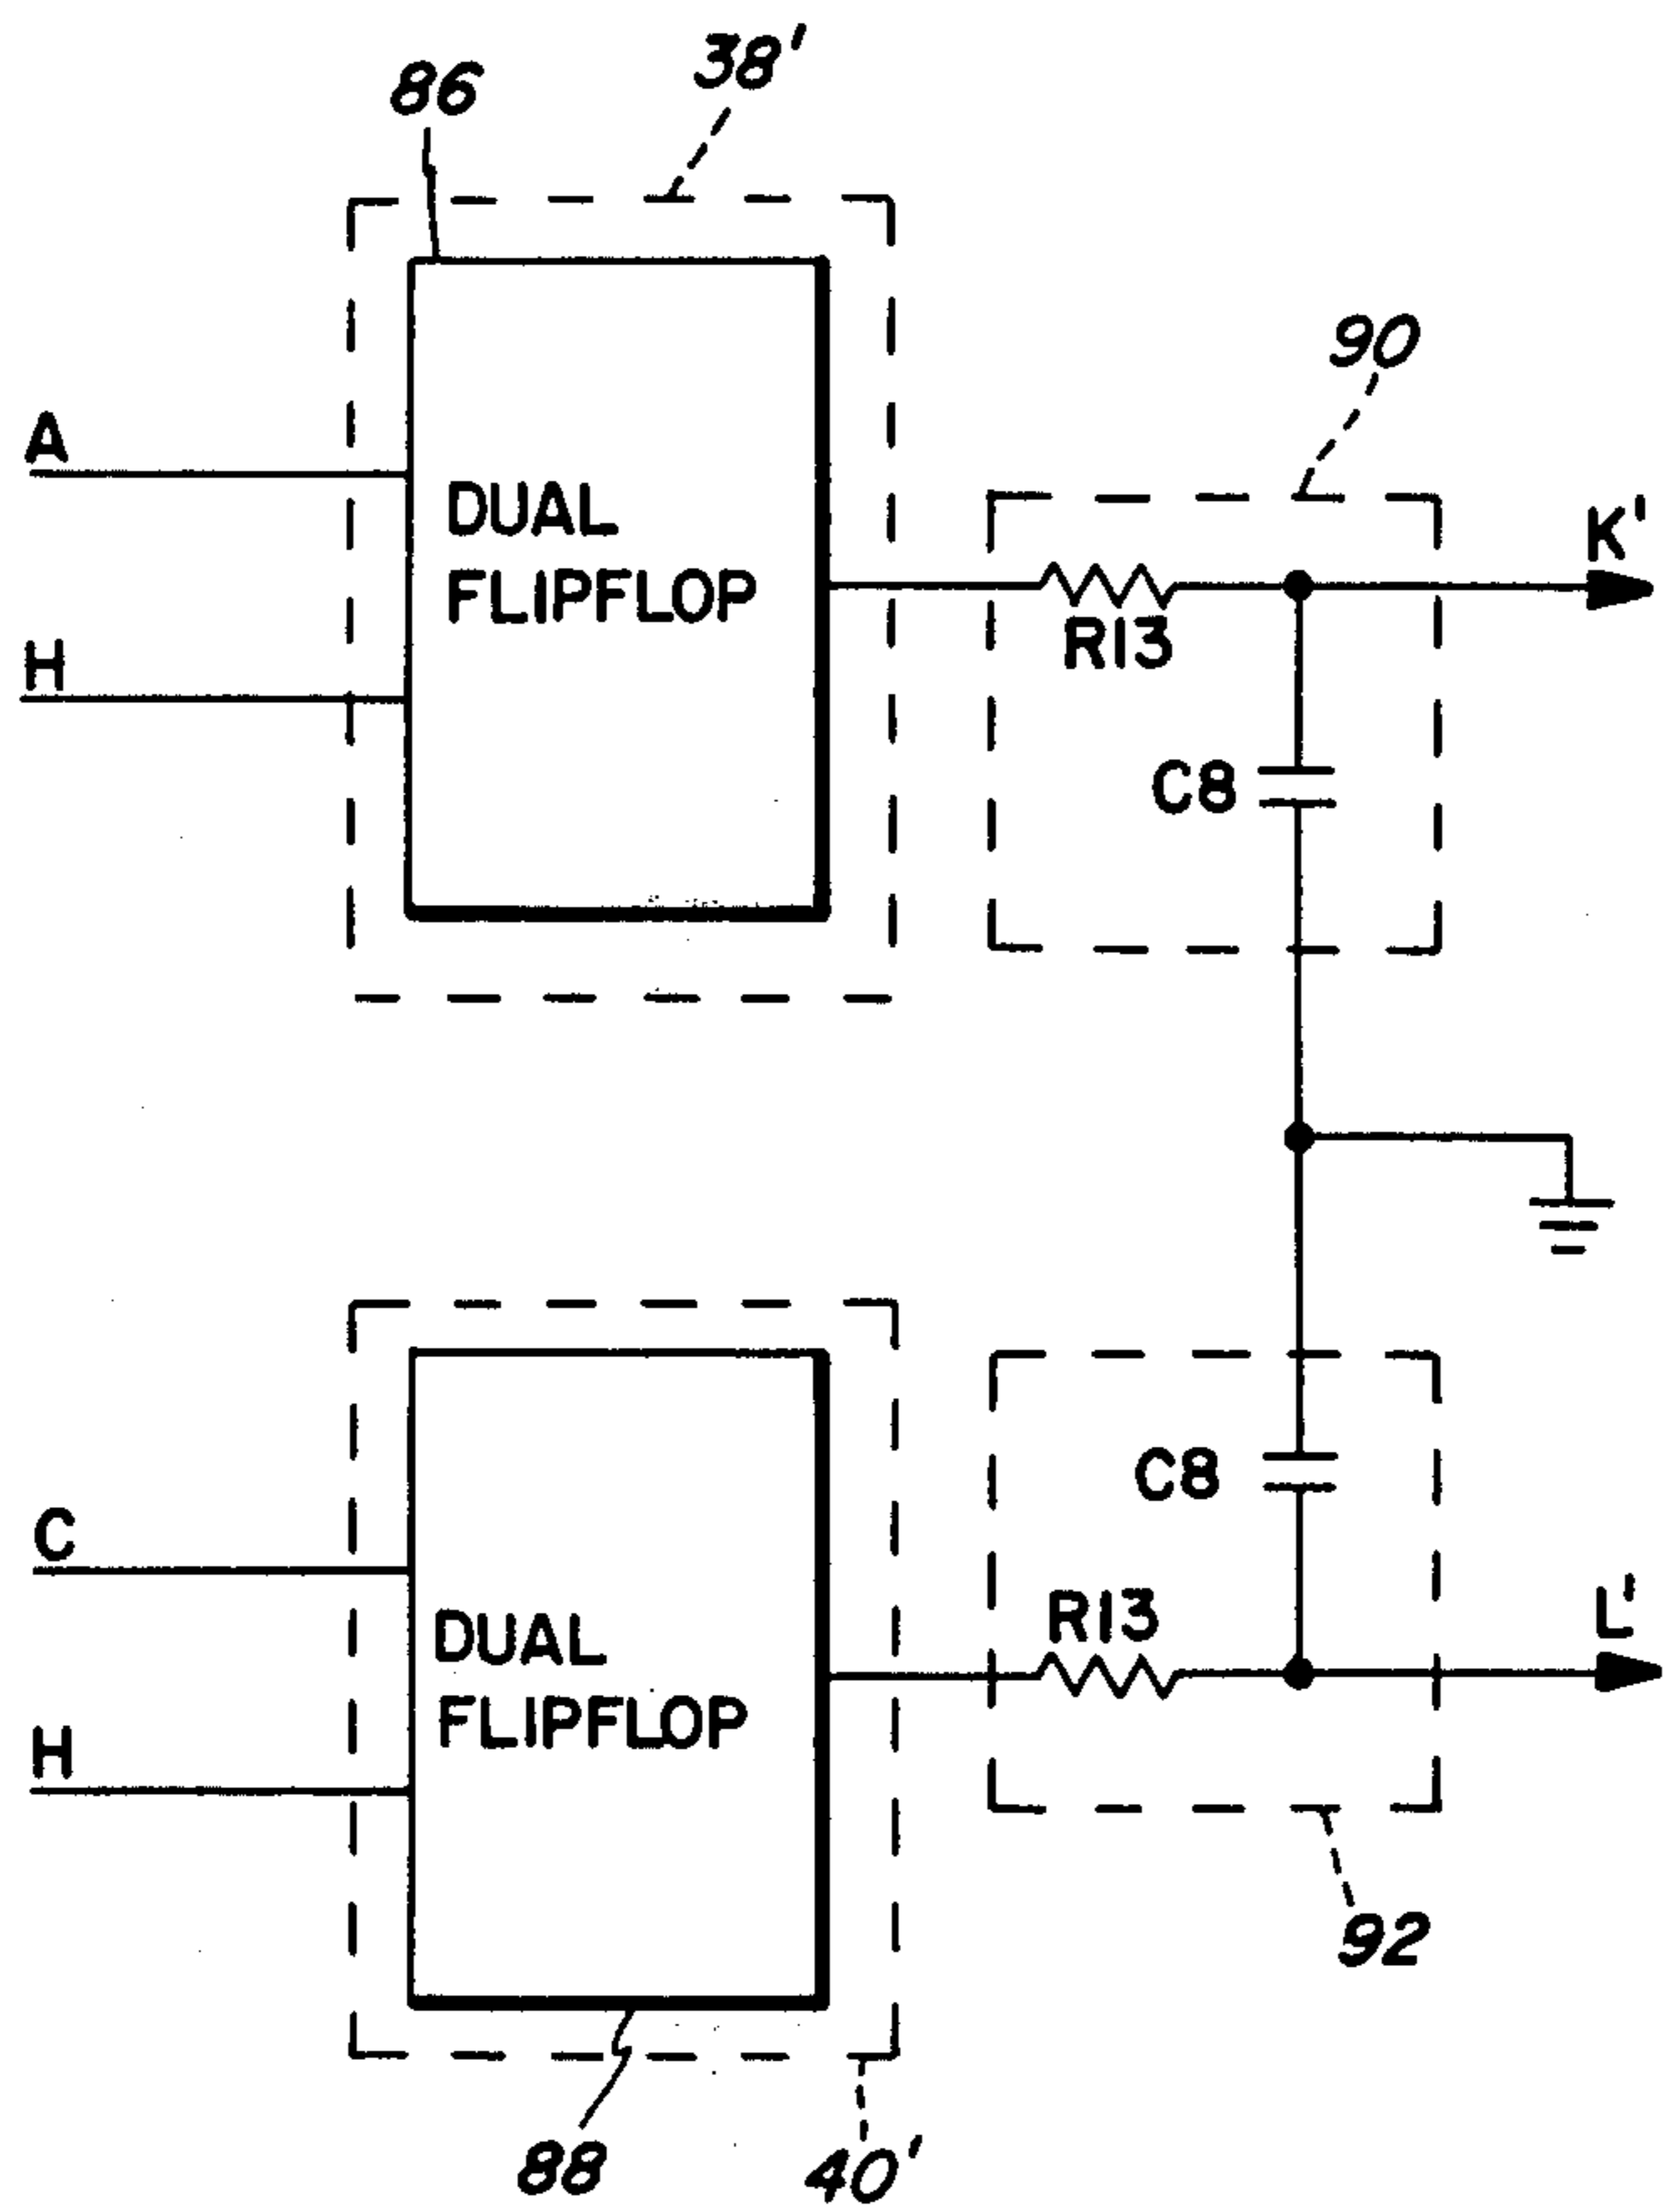 38'
86
90
A
K'
DUAL
FLIPFLOP
R13
H
C8
C8
C
R13
L'
DUAL
FLIPFLOP
H
92
88
40'